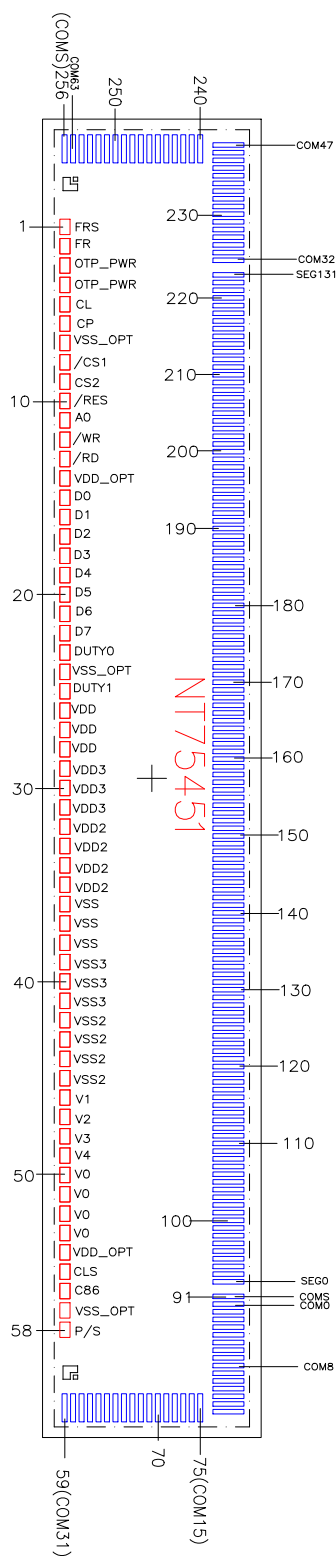 (COMS)256
COM63
250
240
COM47
230
COM32
SEG131
220
210
200
190
180
170
160
150
140
130
120
110
100
SEG0
91
COMS
COM0
COM8
1
FRS
FR
OTP_PWR
OTP_PWR
CL
CP
VSS_OPT
/CS1
CS2
10
/RES
A0
/WR
/RD
VDD_OPT
D0
D1
D2
D3
D4
20
D5
D6
D7
DUTY0
VSS_OPT
DUTY1
VDD
VDD
VDD
VDD3
30
VDD3
VDD3
VDD2
VDD2
VDD2
VDD2
VSS
VSS
VSS
VSS3
40
VSS3
VSS3
VSS2
VSS2
VSS2
VSS2
V1
V2
V3
V4
50
V0
V0
V0
V0
VDD_OPT
CLS
C86
VSS_OPT
58
P/S
NT75451
59(COM31)
70
75(COM15)